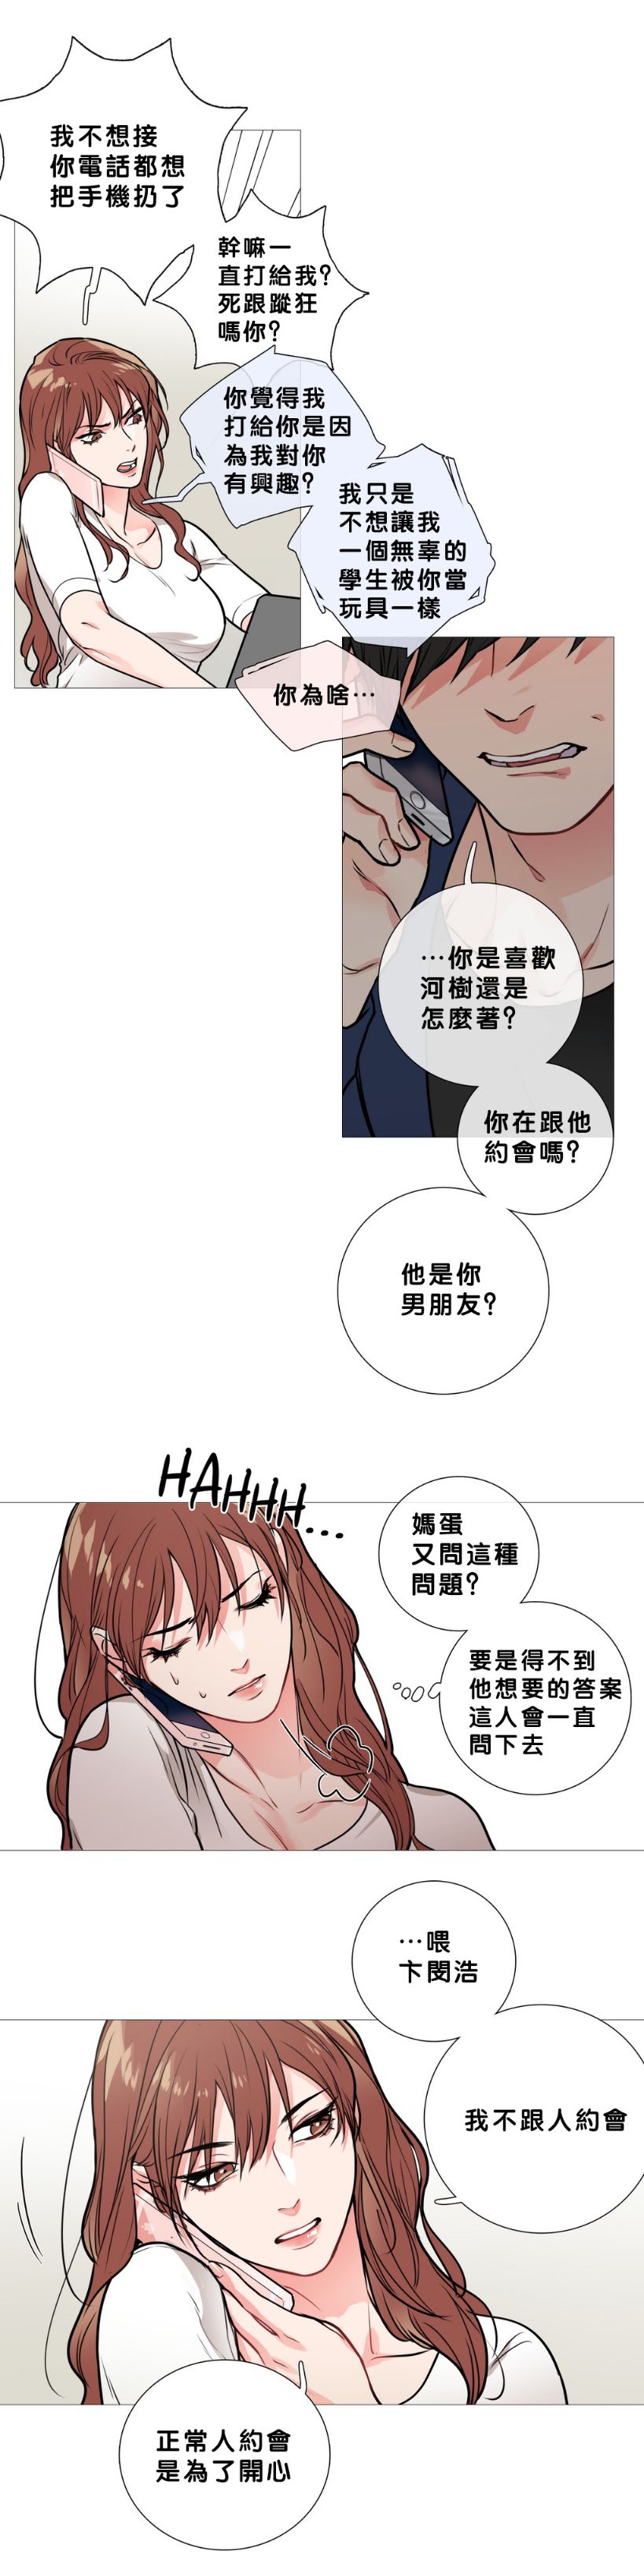 我不想接
你電話都想
把手機扔了
幹嘛一
直打給我?
死跟蹤狂
嗎你?
你覺得我
打給你是因
為我對你
有興趣?
我只是
不想讓我
一個無辜的
學生被你當
玩具一樣
你為啥…
…你是喜歡
河樹還是
怎麼著?
你在跟他
約會嗎?
他是你
男朋友?
HAHHH...
媽蛋
又問這種
問題?
要是得不到
他想要的答案
這人會一直
問下去
…喂
卞閔浩
我不跟人約會
正常人約會
是為了開心